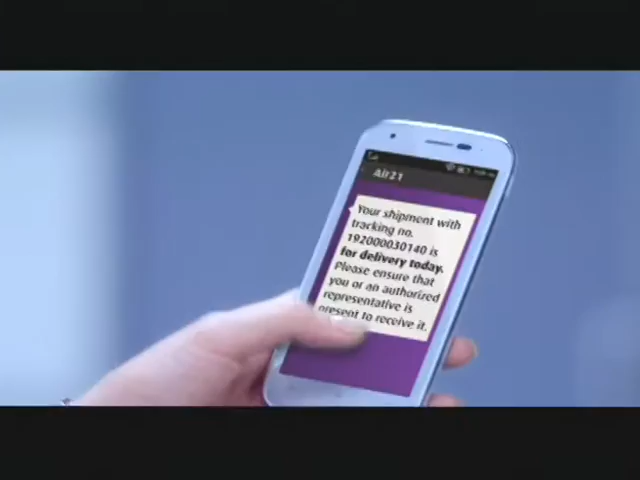 Air21
Your shipment with
tracking no.
192000030140 is
for delivery today.
Please ensure that
you or an authorized
representative is
present to receive it.